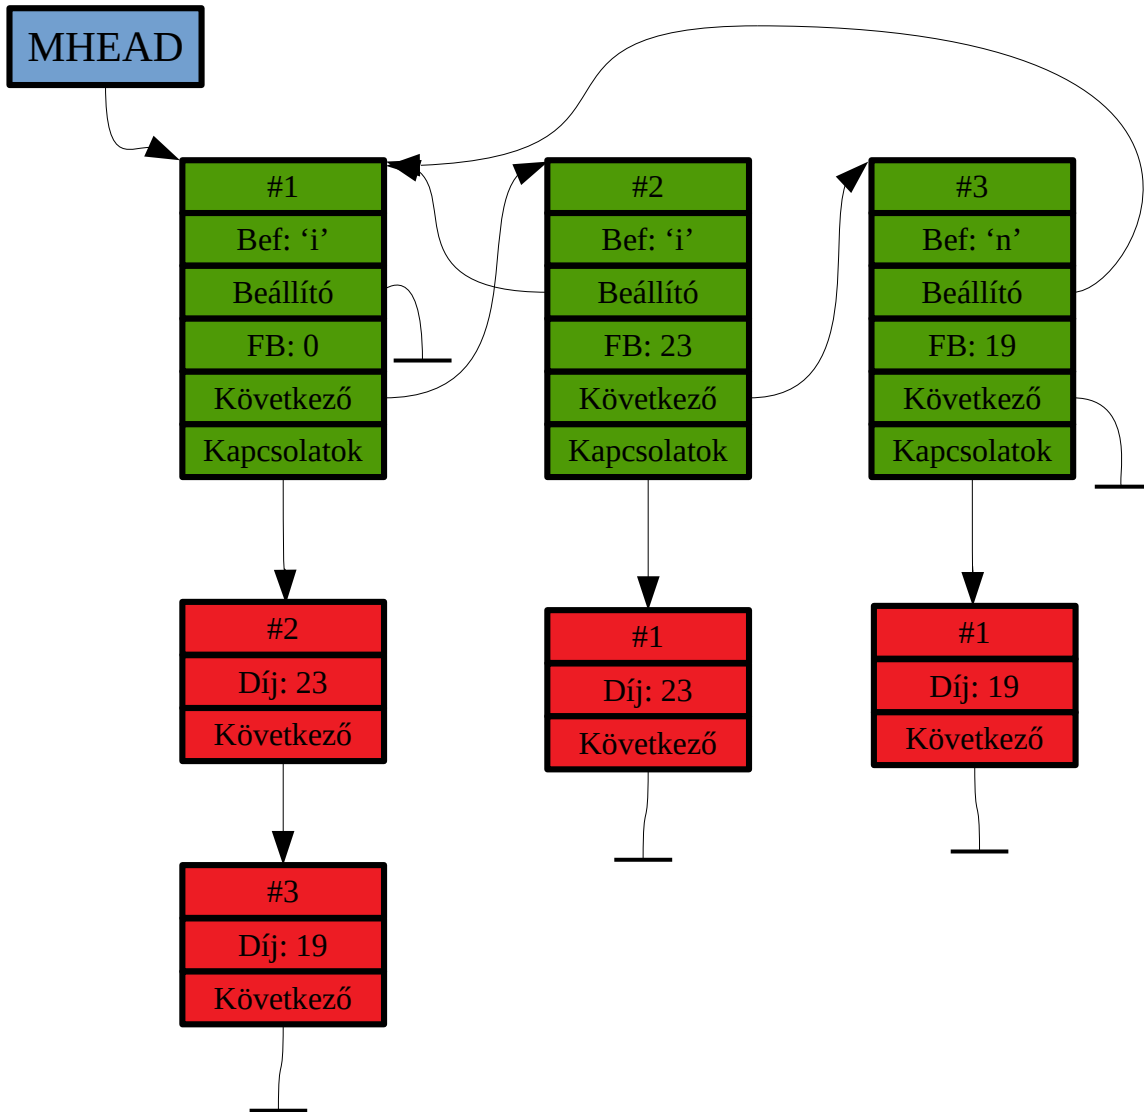 MHEAD
#1
Bef: ‘i’
Beállító
FB: 0
Következő
Kapcsolatok
#2
Bef: ‘i’
Beállító
FB: 23
Következő
Kapcsolatok
#3
Bef: ‘n’
Beállító
FB: 19
Következő
Kapcsolatok
#2
Díj: 23
Következő
#1
Díj: 23
Következő
#1
Díj: 19
Következő
#3
Díj: 19
Következő